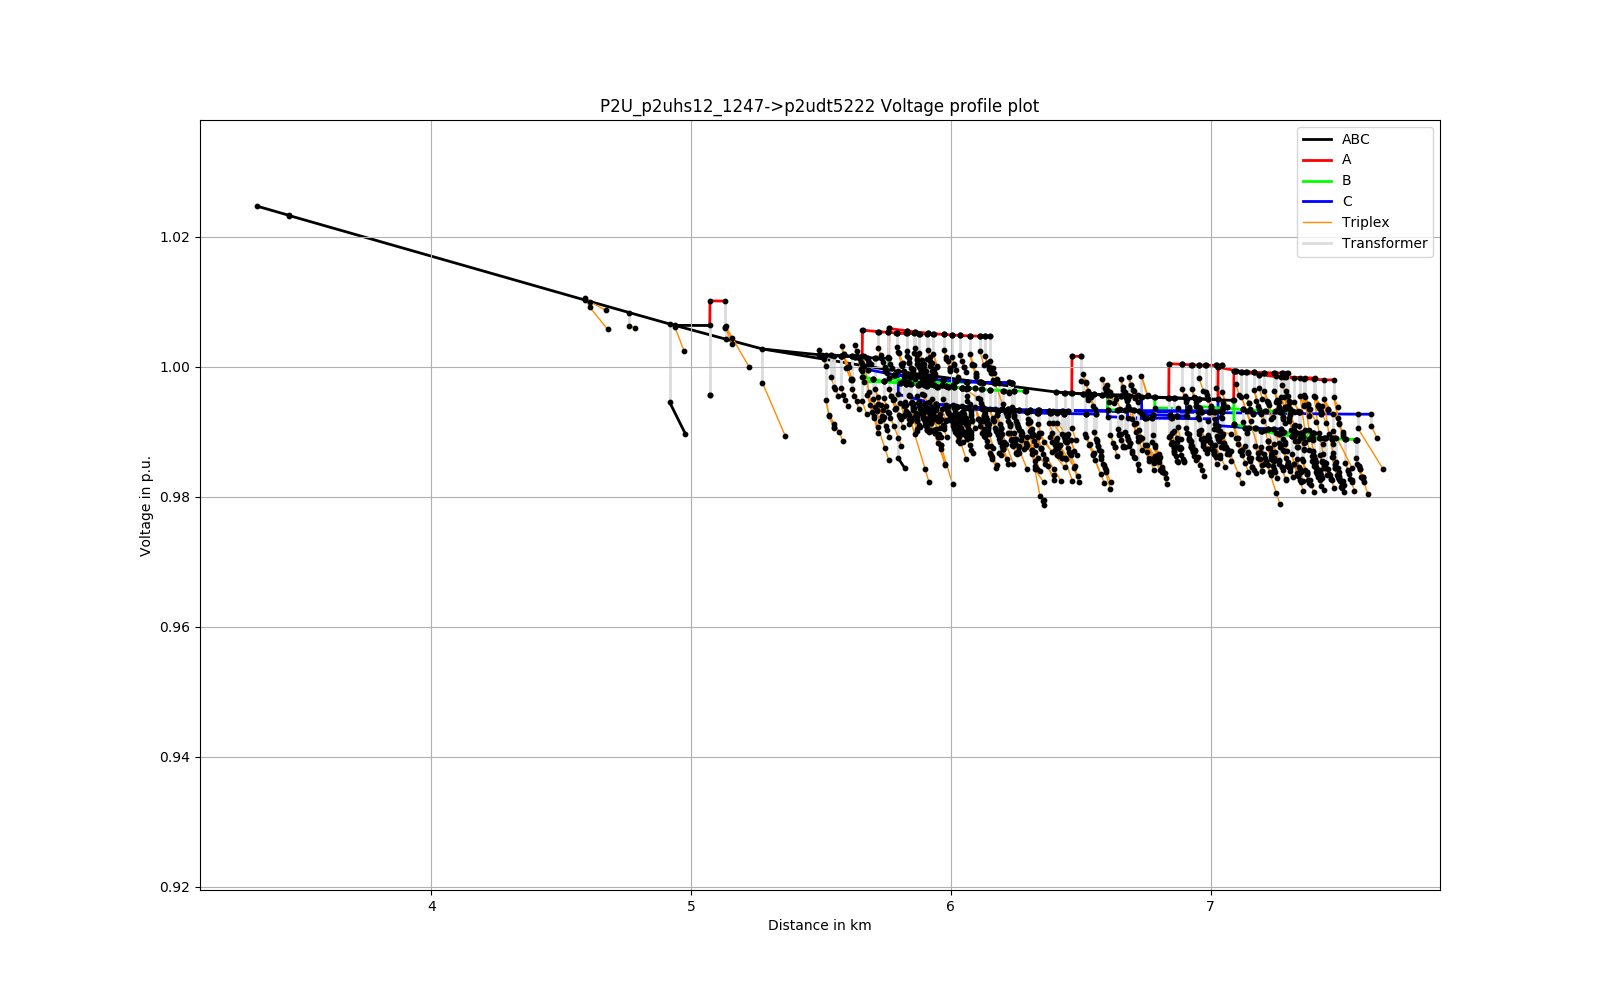 P2U_p2uhs12_1247->p2udt5222 Voltage profile plot
ABC
A
B
C
Triplex
Transformer
1.02
1.00
0.98
0.96
0.94
0.92
Voltage in p.u.
4
5
6
7
Distance in km